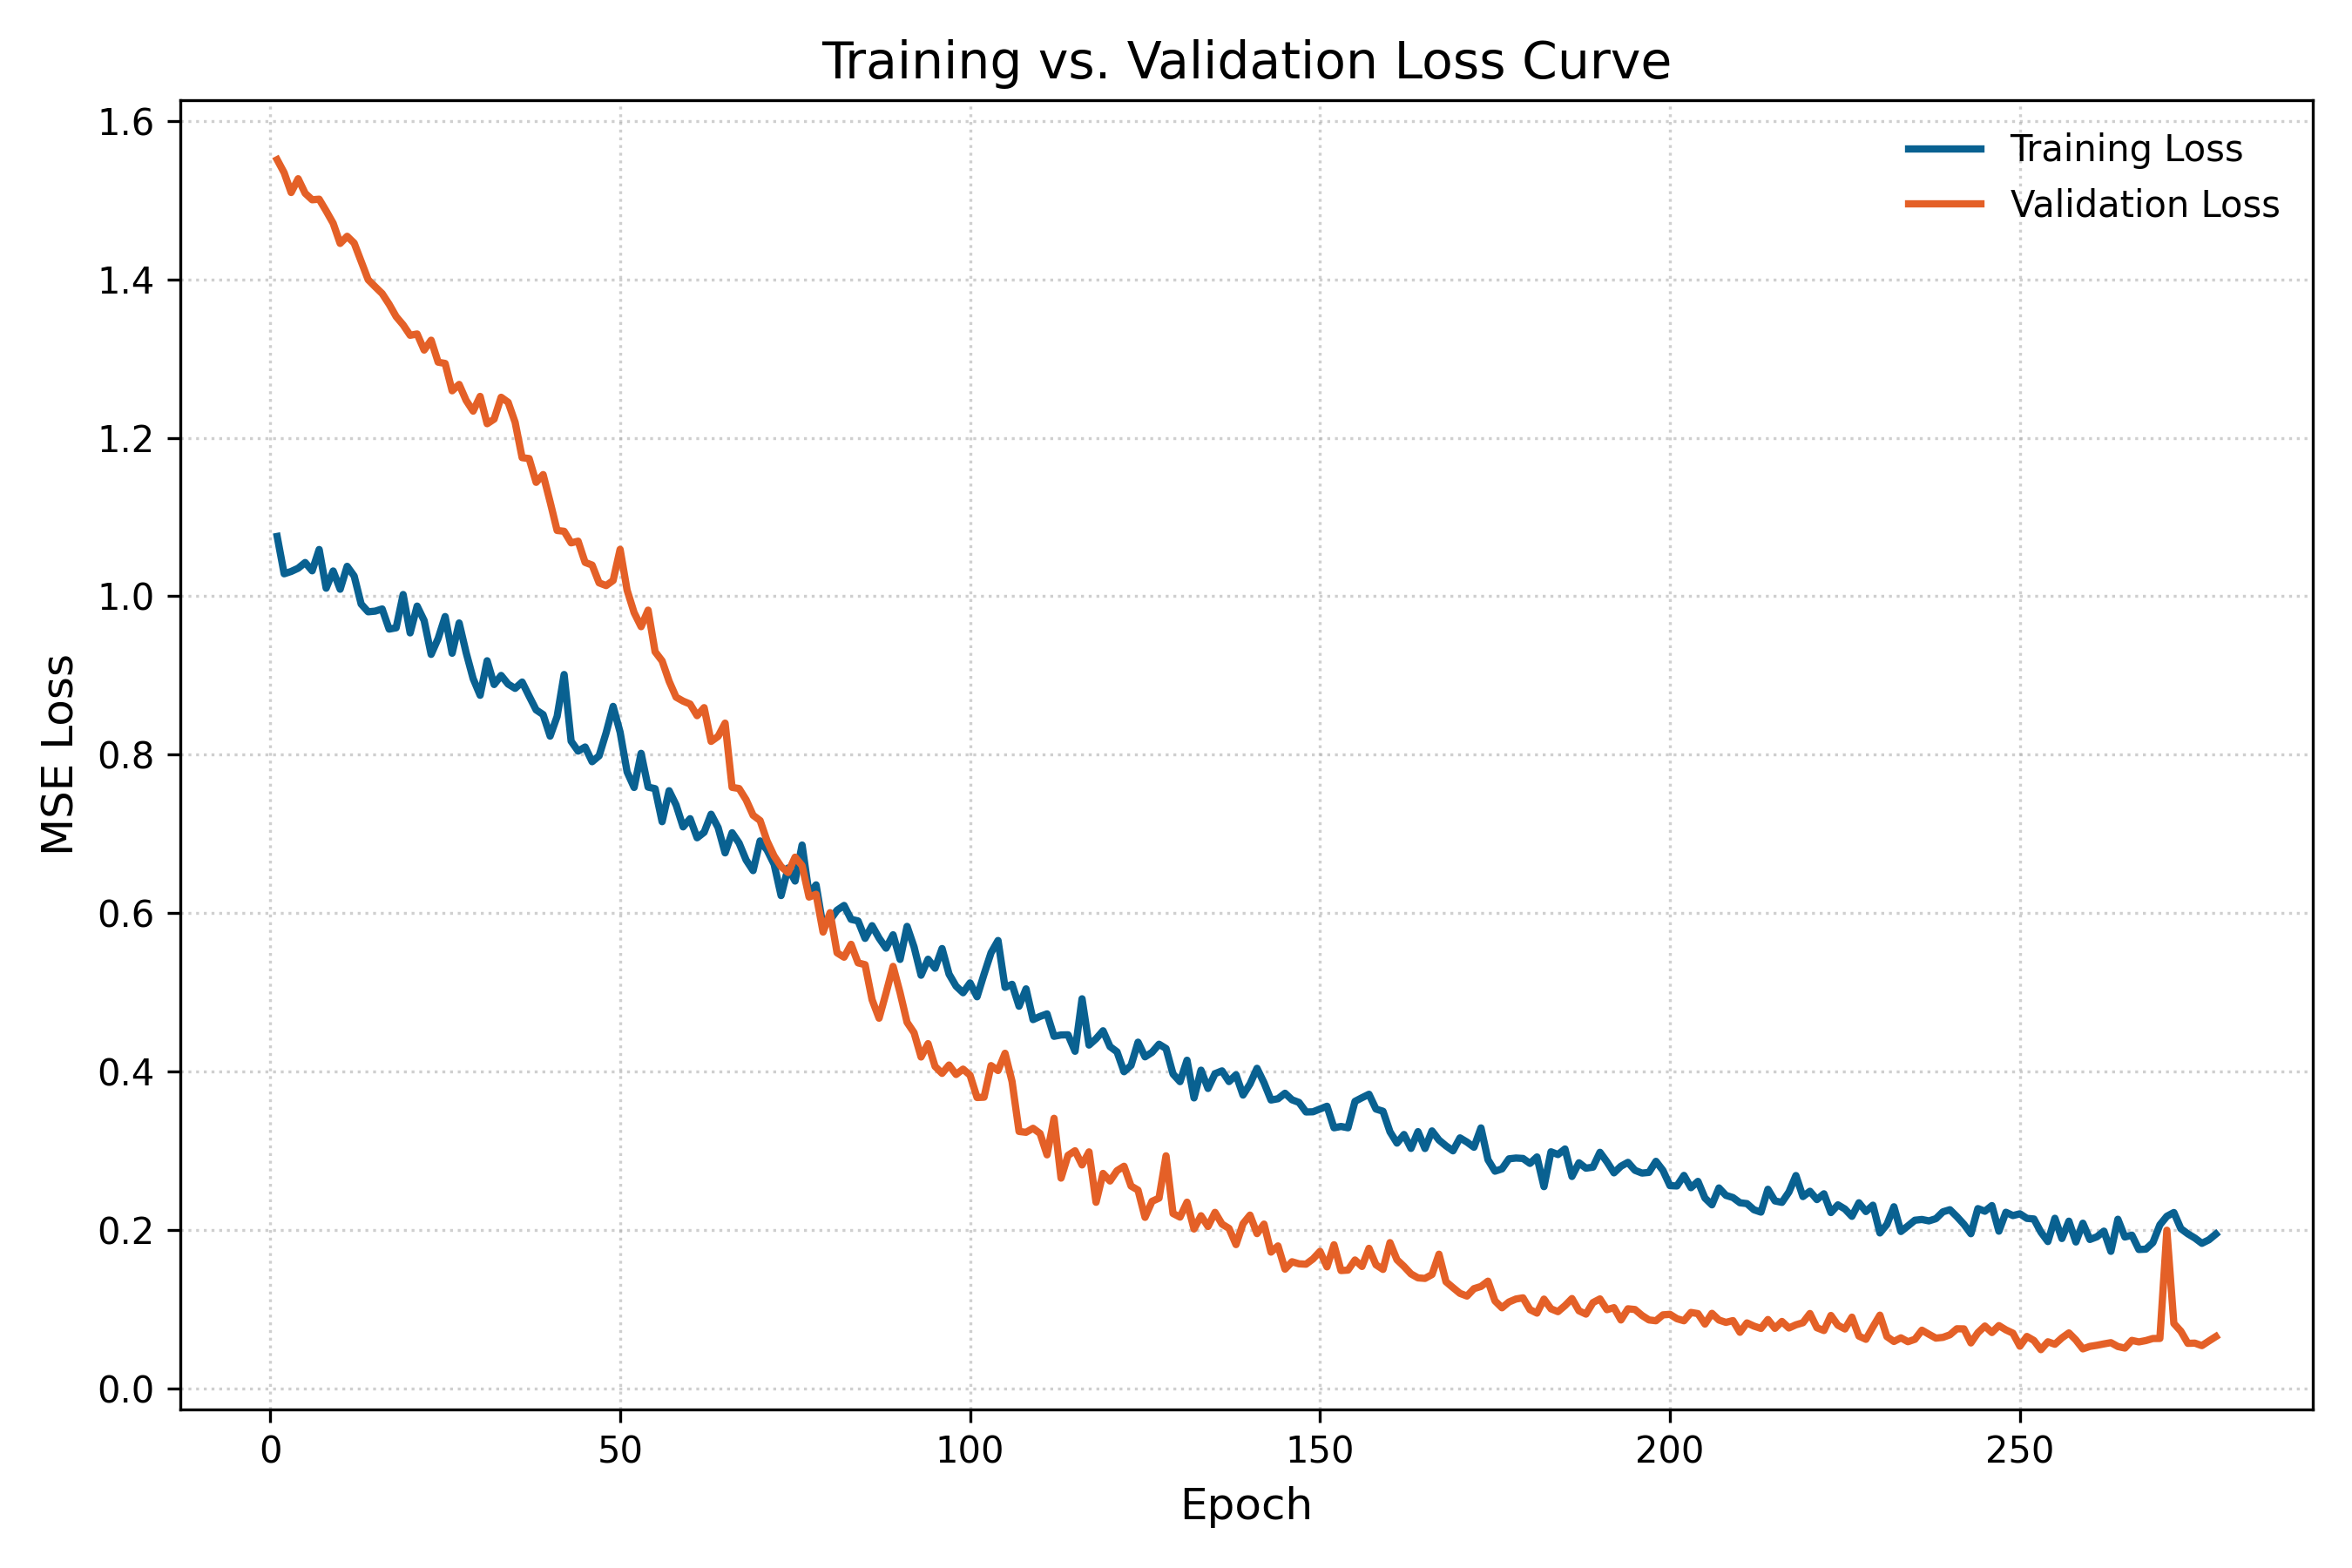 Training vs. Validation Loss Curve
Training Loss
Validation Loss
MSE Loss
1.6
1.4
1.2
1.0
0.8
0.6
0.4
0.2
0.0
0 50 100 150 200 250
Epoch